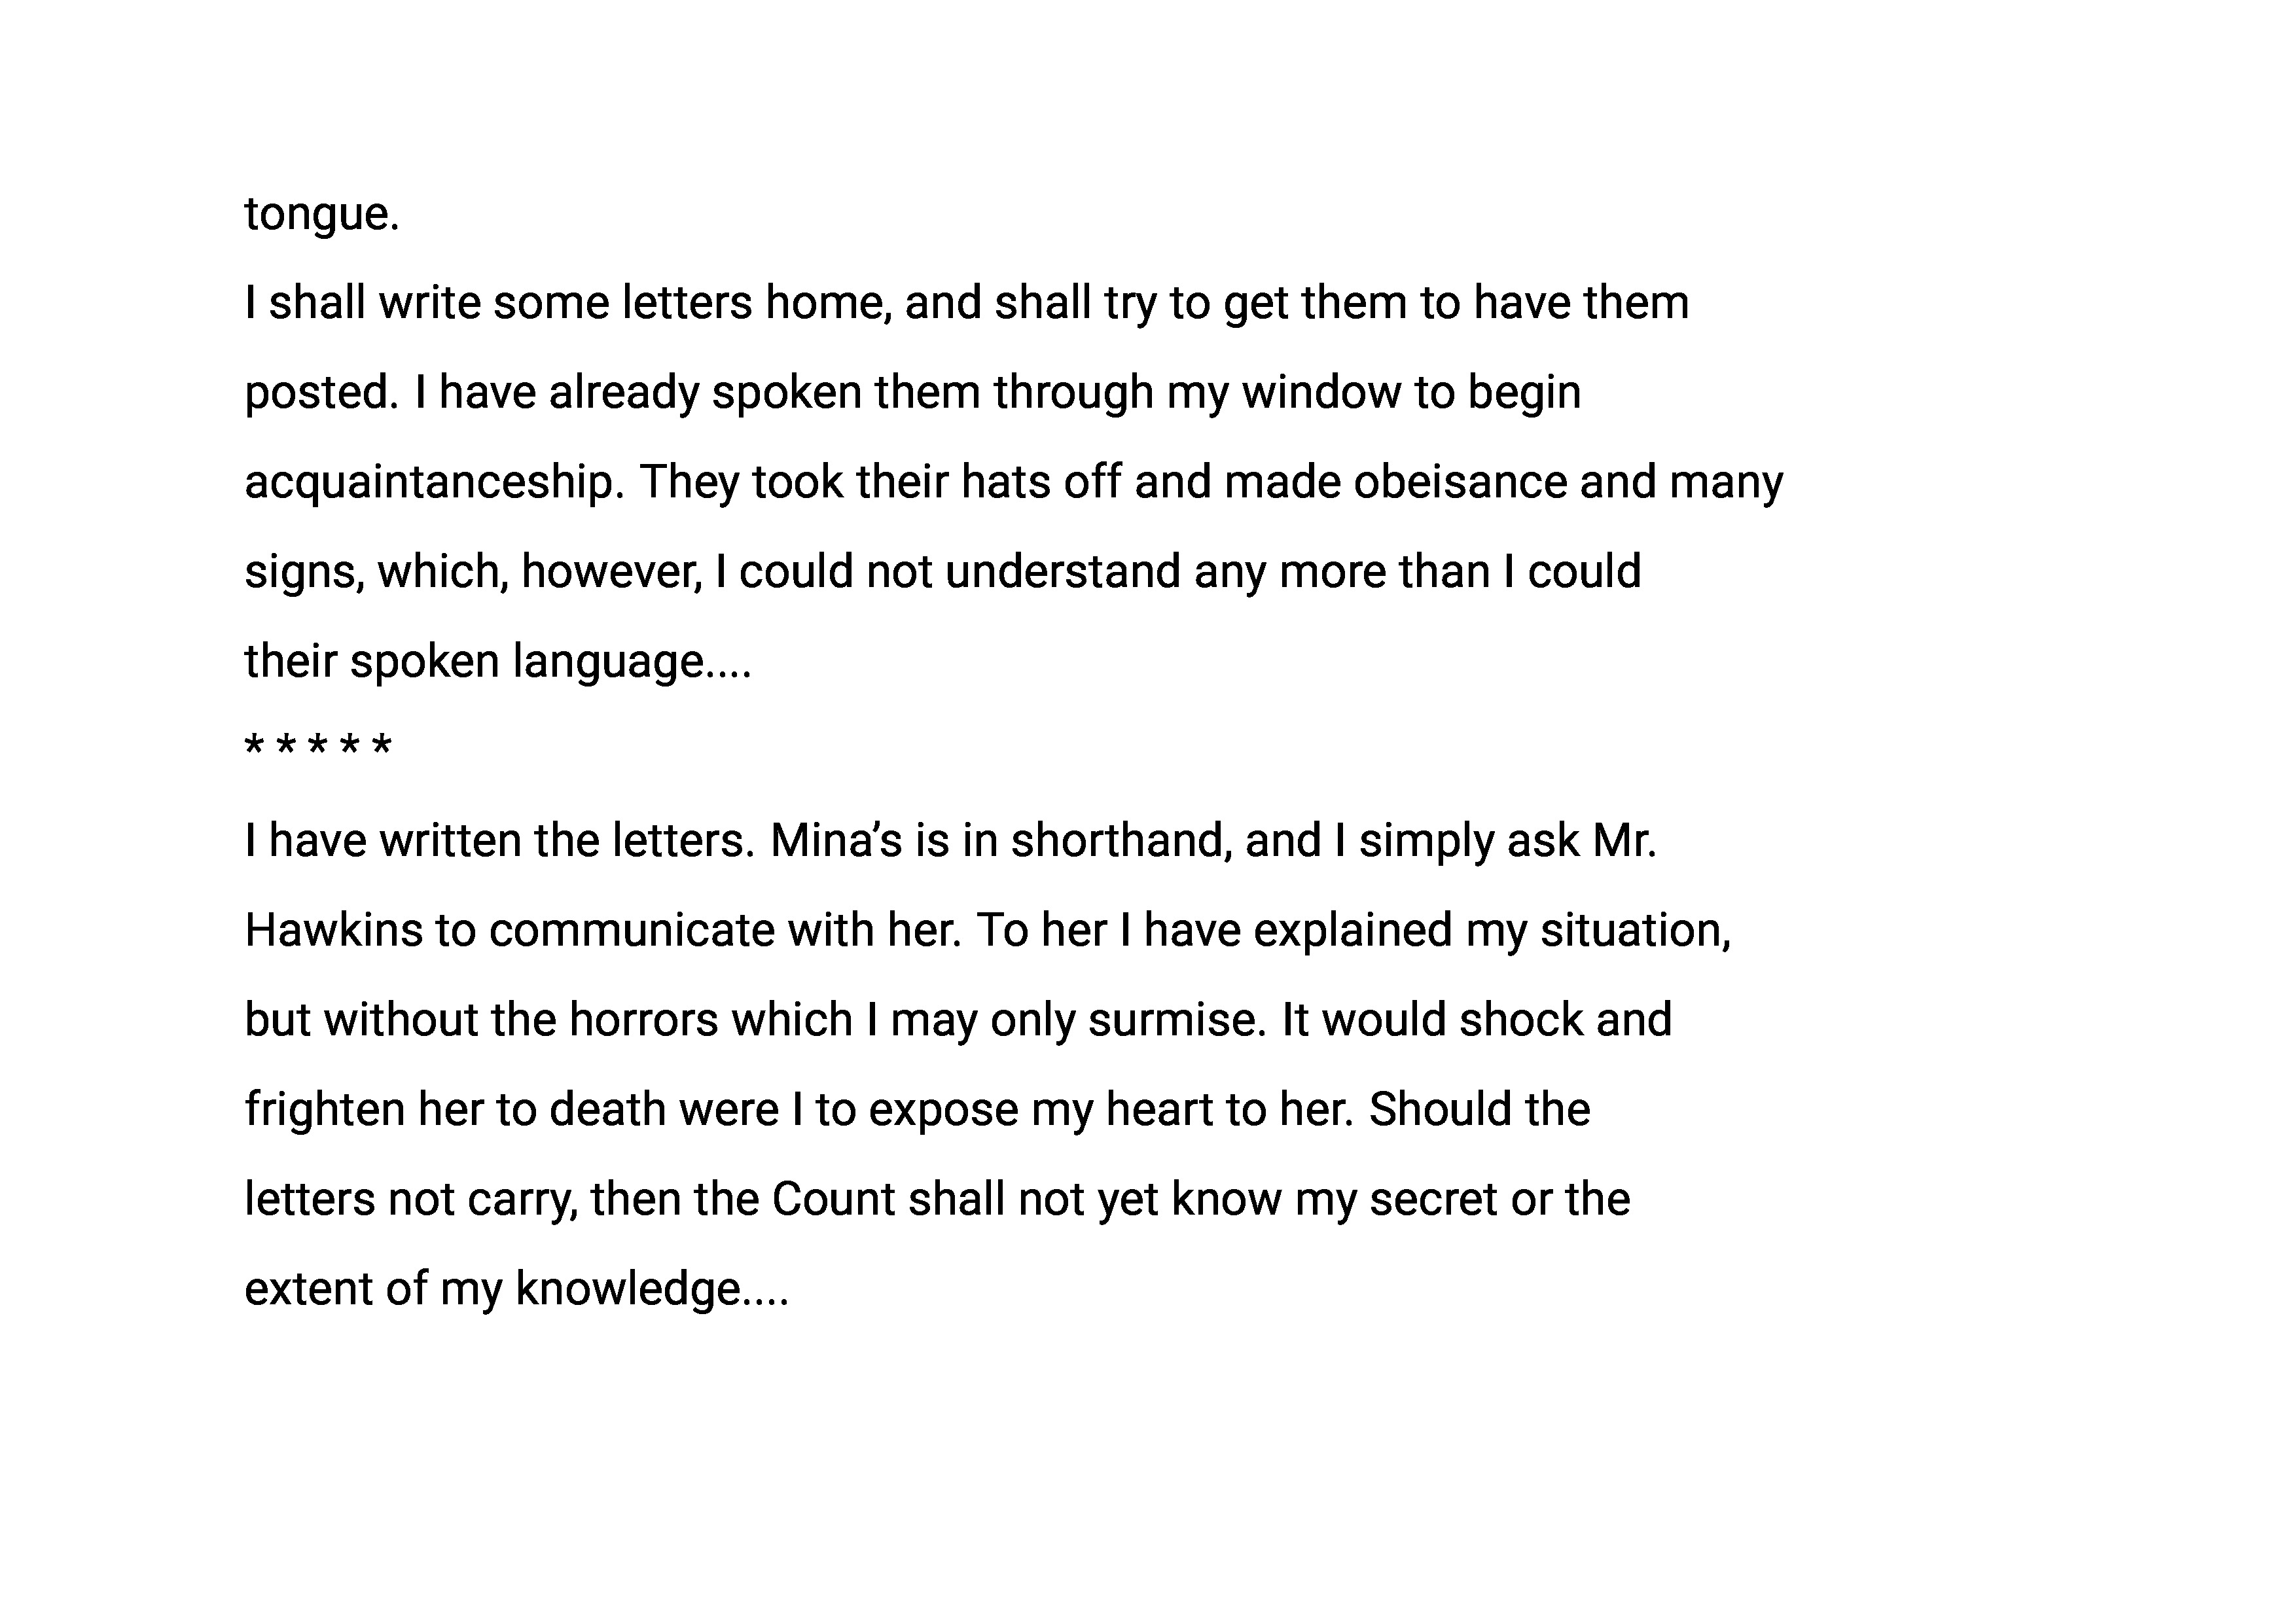 tongue.
I shall write some letters home, and shall try to get them to have them
posted. I have already spoken them through my window to begin
acquaintanceship. They took their hats off and made obeisance and many
signs, which, however, I could not understand any more than I could
their spoken language....
* * * * *
I have written the letters. Mina’s is in shorthand, and I simply ask Mr.
Hawkins to communicate with her. To her I have explained my situation,
but without the horrors which I may only surmise. It would shock and
frighten her to death were I to expose my heart to her. Should the
letters not carry, then the Count shall not yet know my secret or the
extent of my knowledge....